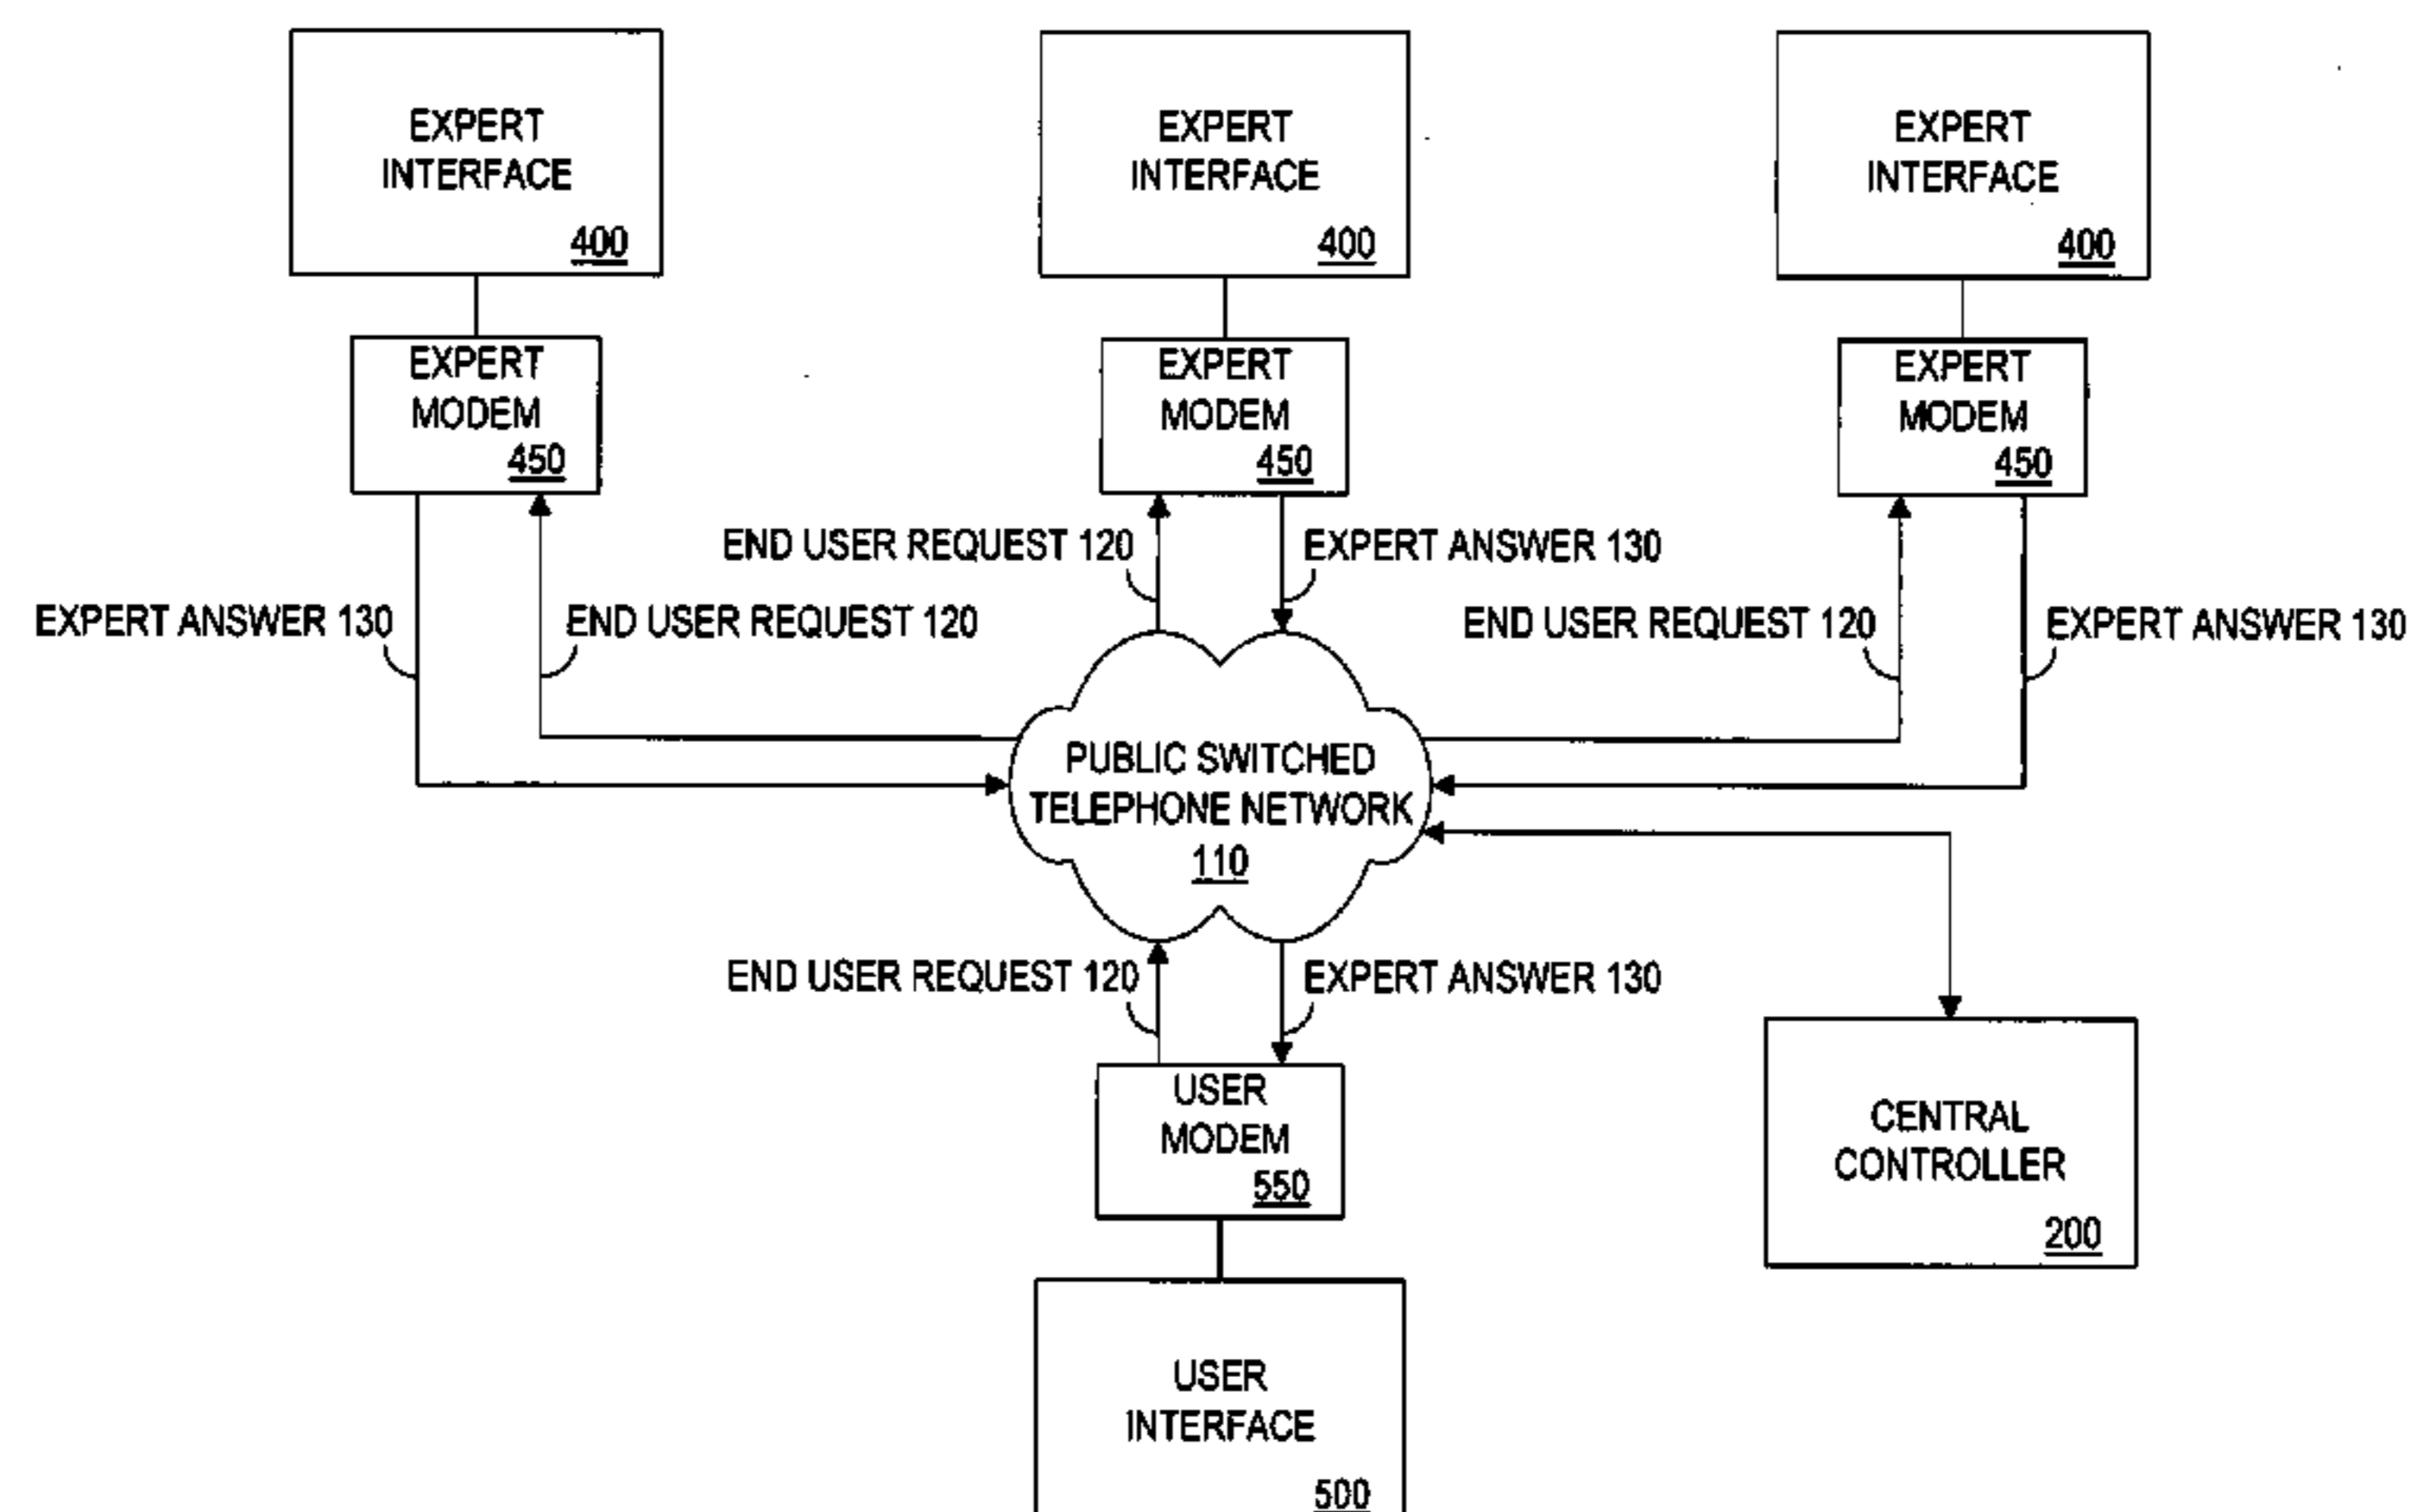 EXPERT
INTERFACE
400
EXPERT
INTERFACE
400
EXPERT
INTERFACE
400
EXPERT
MODEM
450
EXPERT
MODEM
450
EXPERT
MODEM
450
END USER REQUEST 120
EXPERT ANSWER 130
EXPERT ANSWER 130
END USER REQUEST 120
END USER REQUEST 120
EXPERT ANSWER 130
PUBLIC SWITCHED
TELEPHONE NETWORK
110
END USER REQUEST 120
EXPERT ANSWER 130
USER
MODEM
550
CENTRAL
CONTROLLER
200
USER
INTERFACE
500